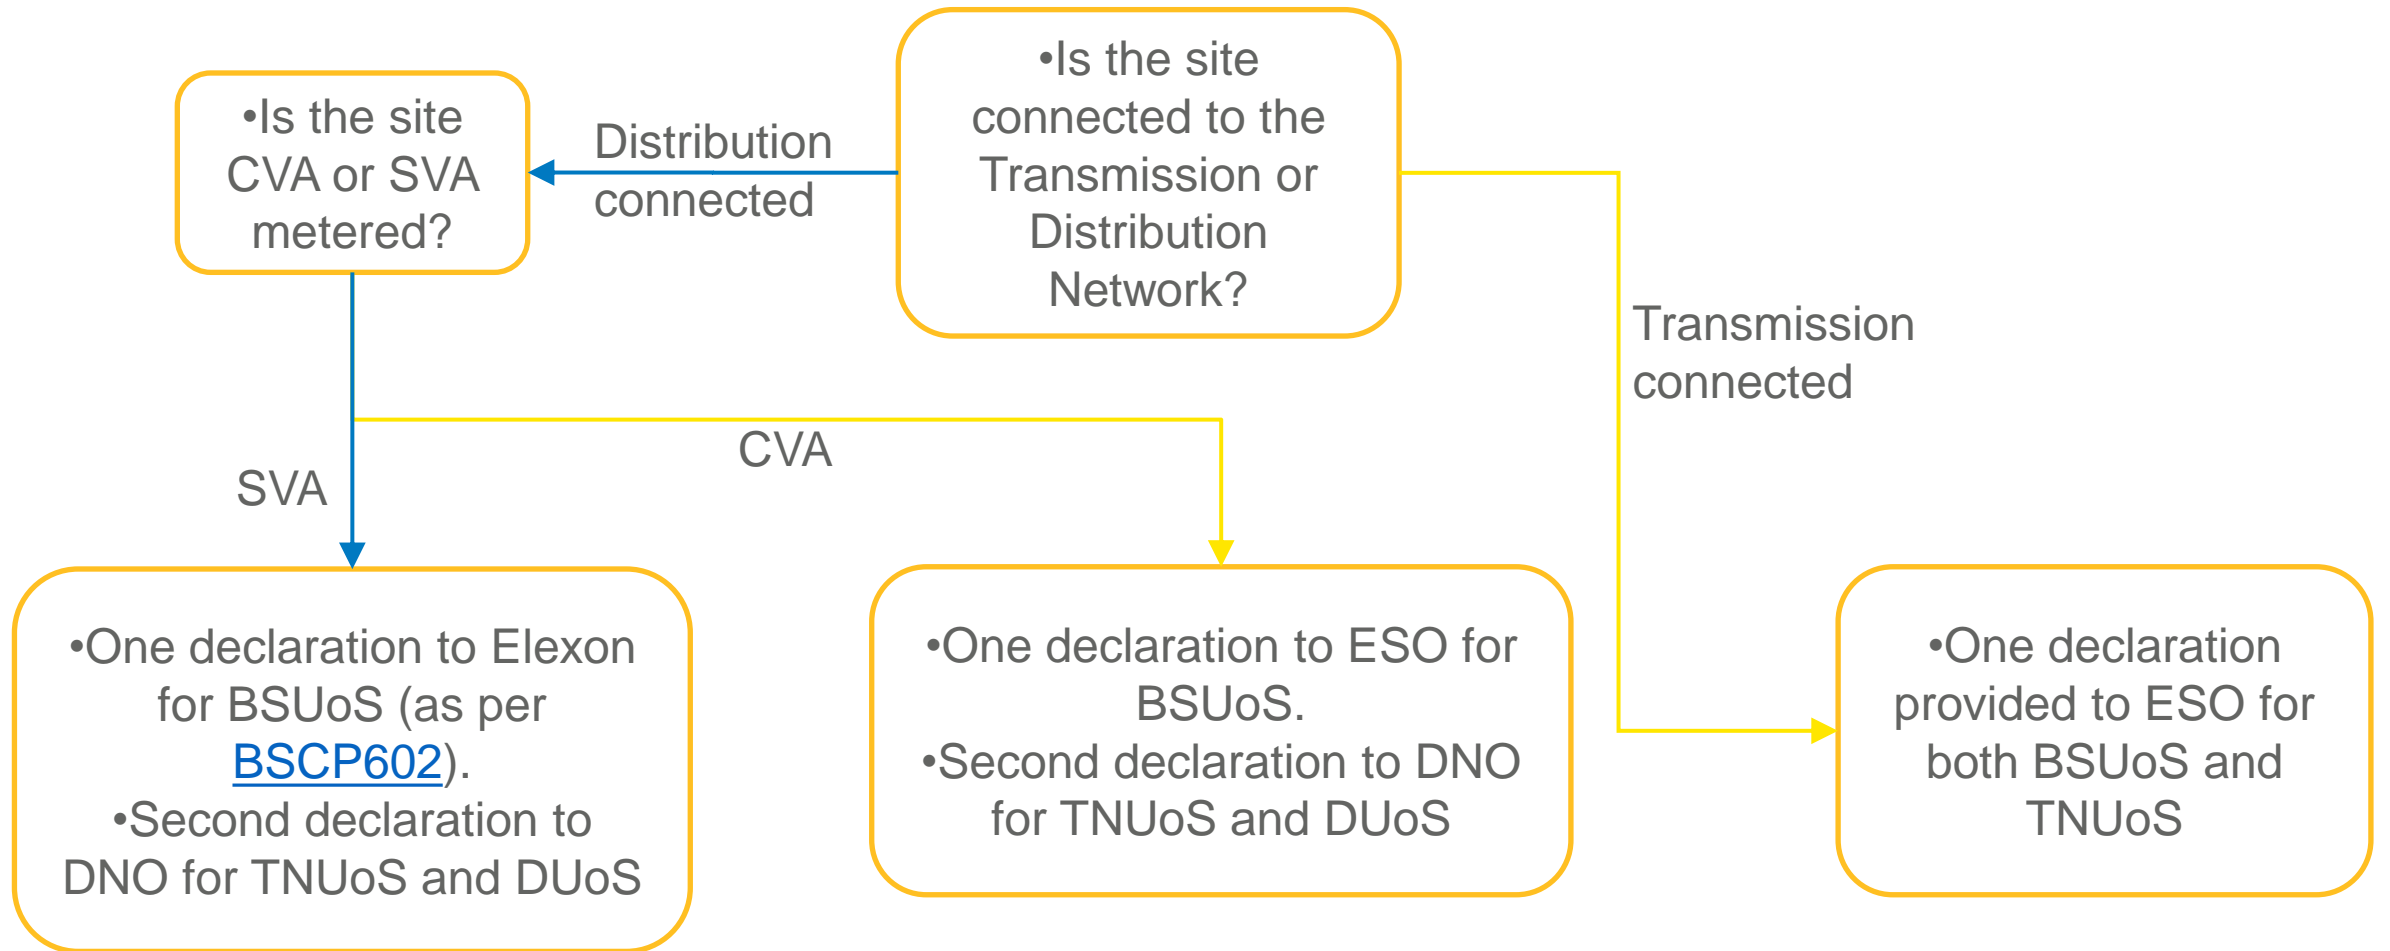 •Is the site
connected to the
Transmission or
Distribution
Network?
Distribution
connected
•Is the site
CVA or SVA
metered?
Transmission
connected
CVA
SVA
•One declaration to Elexon
for BSUoS (as per
BSCP602).
•Second declaration to
DNO for TNUoS and DUoS
•One declaration to ESO for
BSUoS.
•Second declaration to DNO
for TNUoS and DUoS
•One declaration
provided to ESO for
both BSUoS and
TNUoS